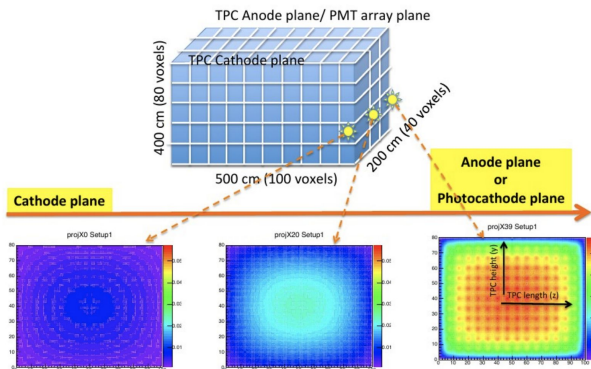 TPC Anode plane/ PMT array plane
TPC Cathode plane
400 cm (80 voxels)
500 cm (100 voxels)
200 cm (40 voxels)
Cathode plane
Anode plane
or
Photocathode plane
projX0 Setup1
projX20 Setup1
projX39 Setup1
TPC height (y)
TPC length (z)